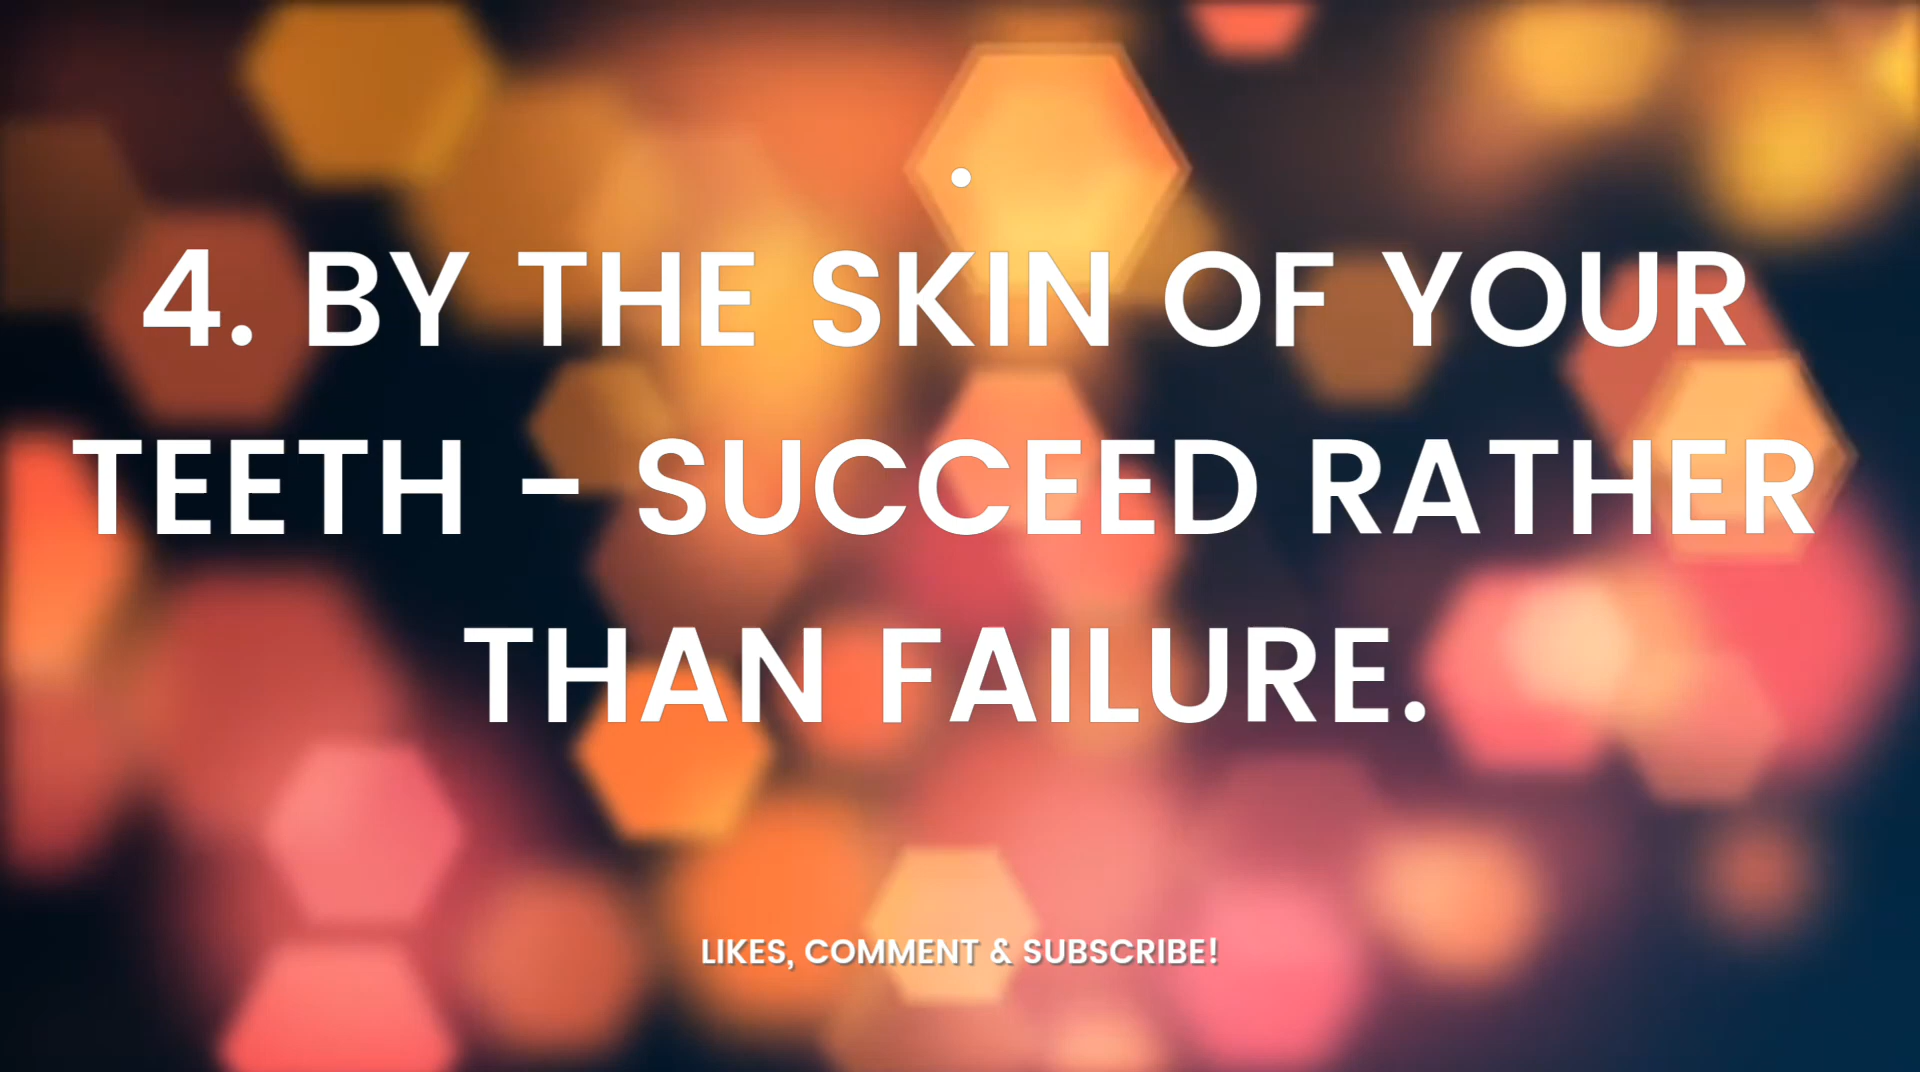 4. BY THE SKIN OF YOUR
TEETH - SUCCEED RATHER
THAN FAILURE.
LIKES, COMMENT & SUBSCRIBE!